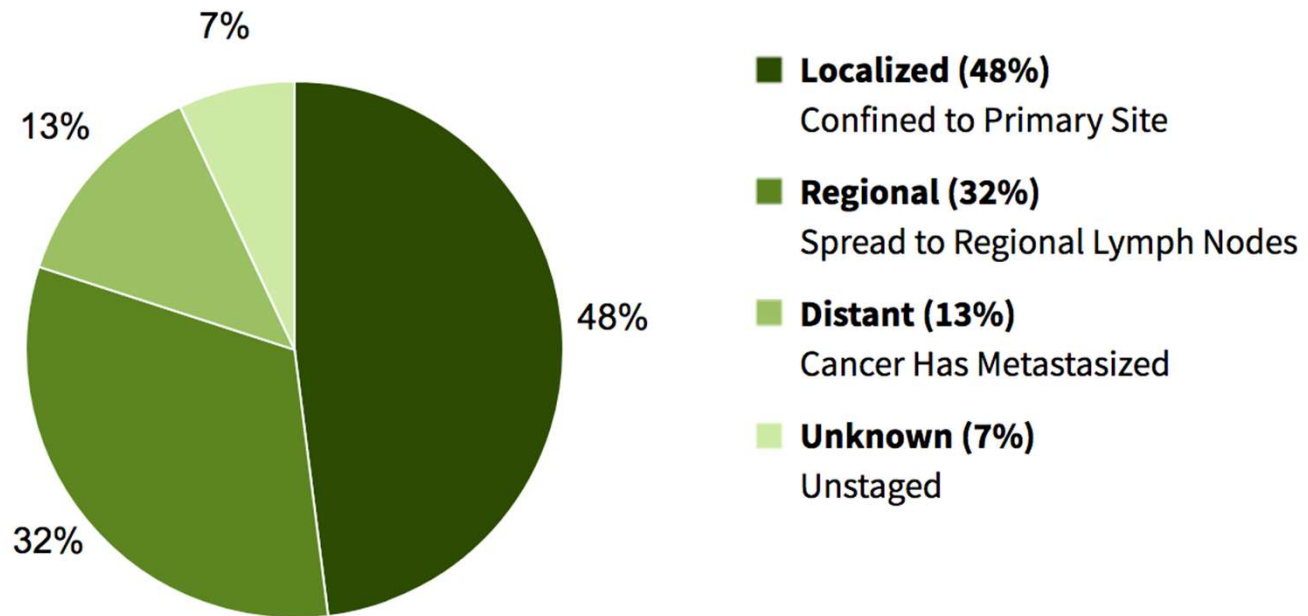 7%
13%
48%
32%
Localized (48%)
Confined to Primary Site
Regional (32%)
Spread to Regional Lymph Nodes
Distant (13%)
Cancer Has Metastasized
Unknown (7%)
Unstaged